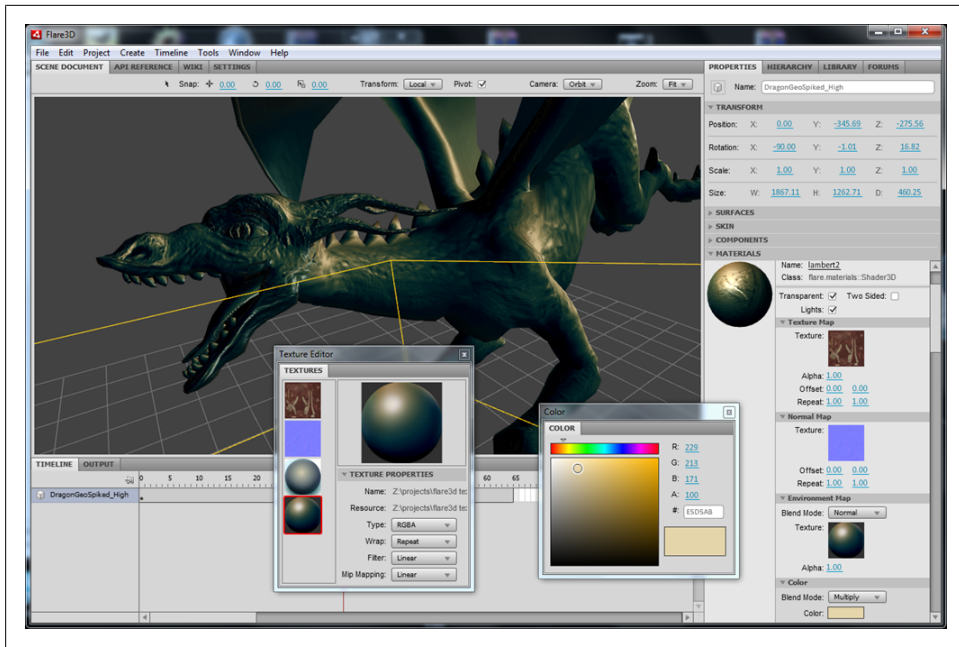 Flare3D
File Edit Project Create Timeline Tools Window Help
SCENE DOCUMENT API REFERENCE WIKI SETTINGS
Snap: 0.00 0.00 0.00 Transform: Local Pivot: Camera: Orbit Zoom: Fit
PROPERTIES HIERARCHY LIBRARY FORUMS
Name: DragonGeoSpiked_High
TRANSFORM
Position: X: 0.00 Y: -345.69 Z: -275.56
Rotation: X: -90.00 Y: -1.01 Z: 16.82
Scale: X: 1.00 Y: 1.00 Z: 1.00
Size: W: 1867.11 H: 1262.71 D: 460.25
SURFACES
SKIN
COMPONENTS
MATERIALS
Name: lambert2
Class: flare.materials::Shader3D
Transparent: Two Sided:
Lights:
Texture Map
Texture:
Alpha: 1.00
Offset: 0.00 0.00
Repeat: 1.00 1.00
Normal Map
Texture:
Offset: 0.00 0.00
Repeat: 1.00 1.00
Environment Map
Blend Mode: Normal
Texture:
Alpha: 1.00
Color
Blend Mode: Multiply
Color:
Texture Editor
TEXTURES
TEXTURE PROPERTIES
Name: Z:\projects\flare3d te:
Resource: Z:\projects\flare3d te:
Type: RGBA
Wrap: Repeat
Filter: Linear
Mip Mapping: Linear
Color
COLOR
R: 229
G: 213
B: 171
A: 100
#: E5D5AB
TIMELINE OUTPUT
0 5 10 15 20 60 65
DragonGeoSpiked_High